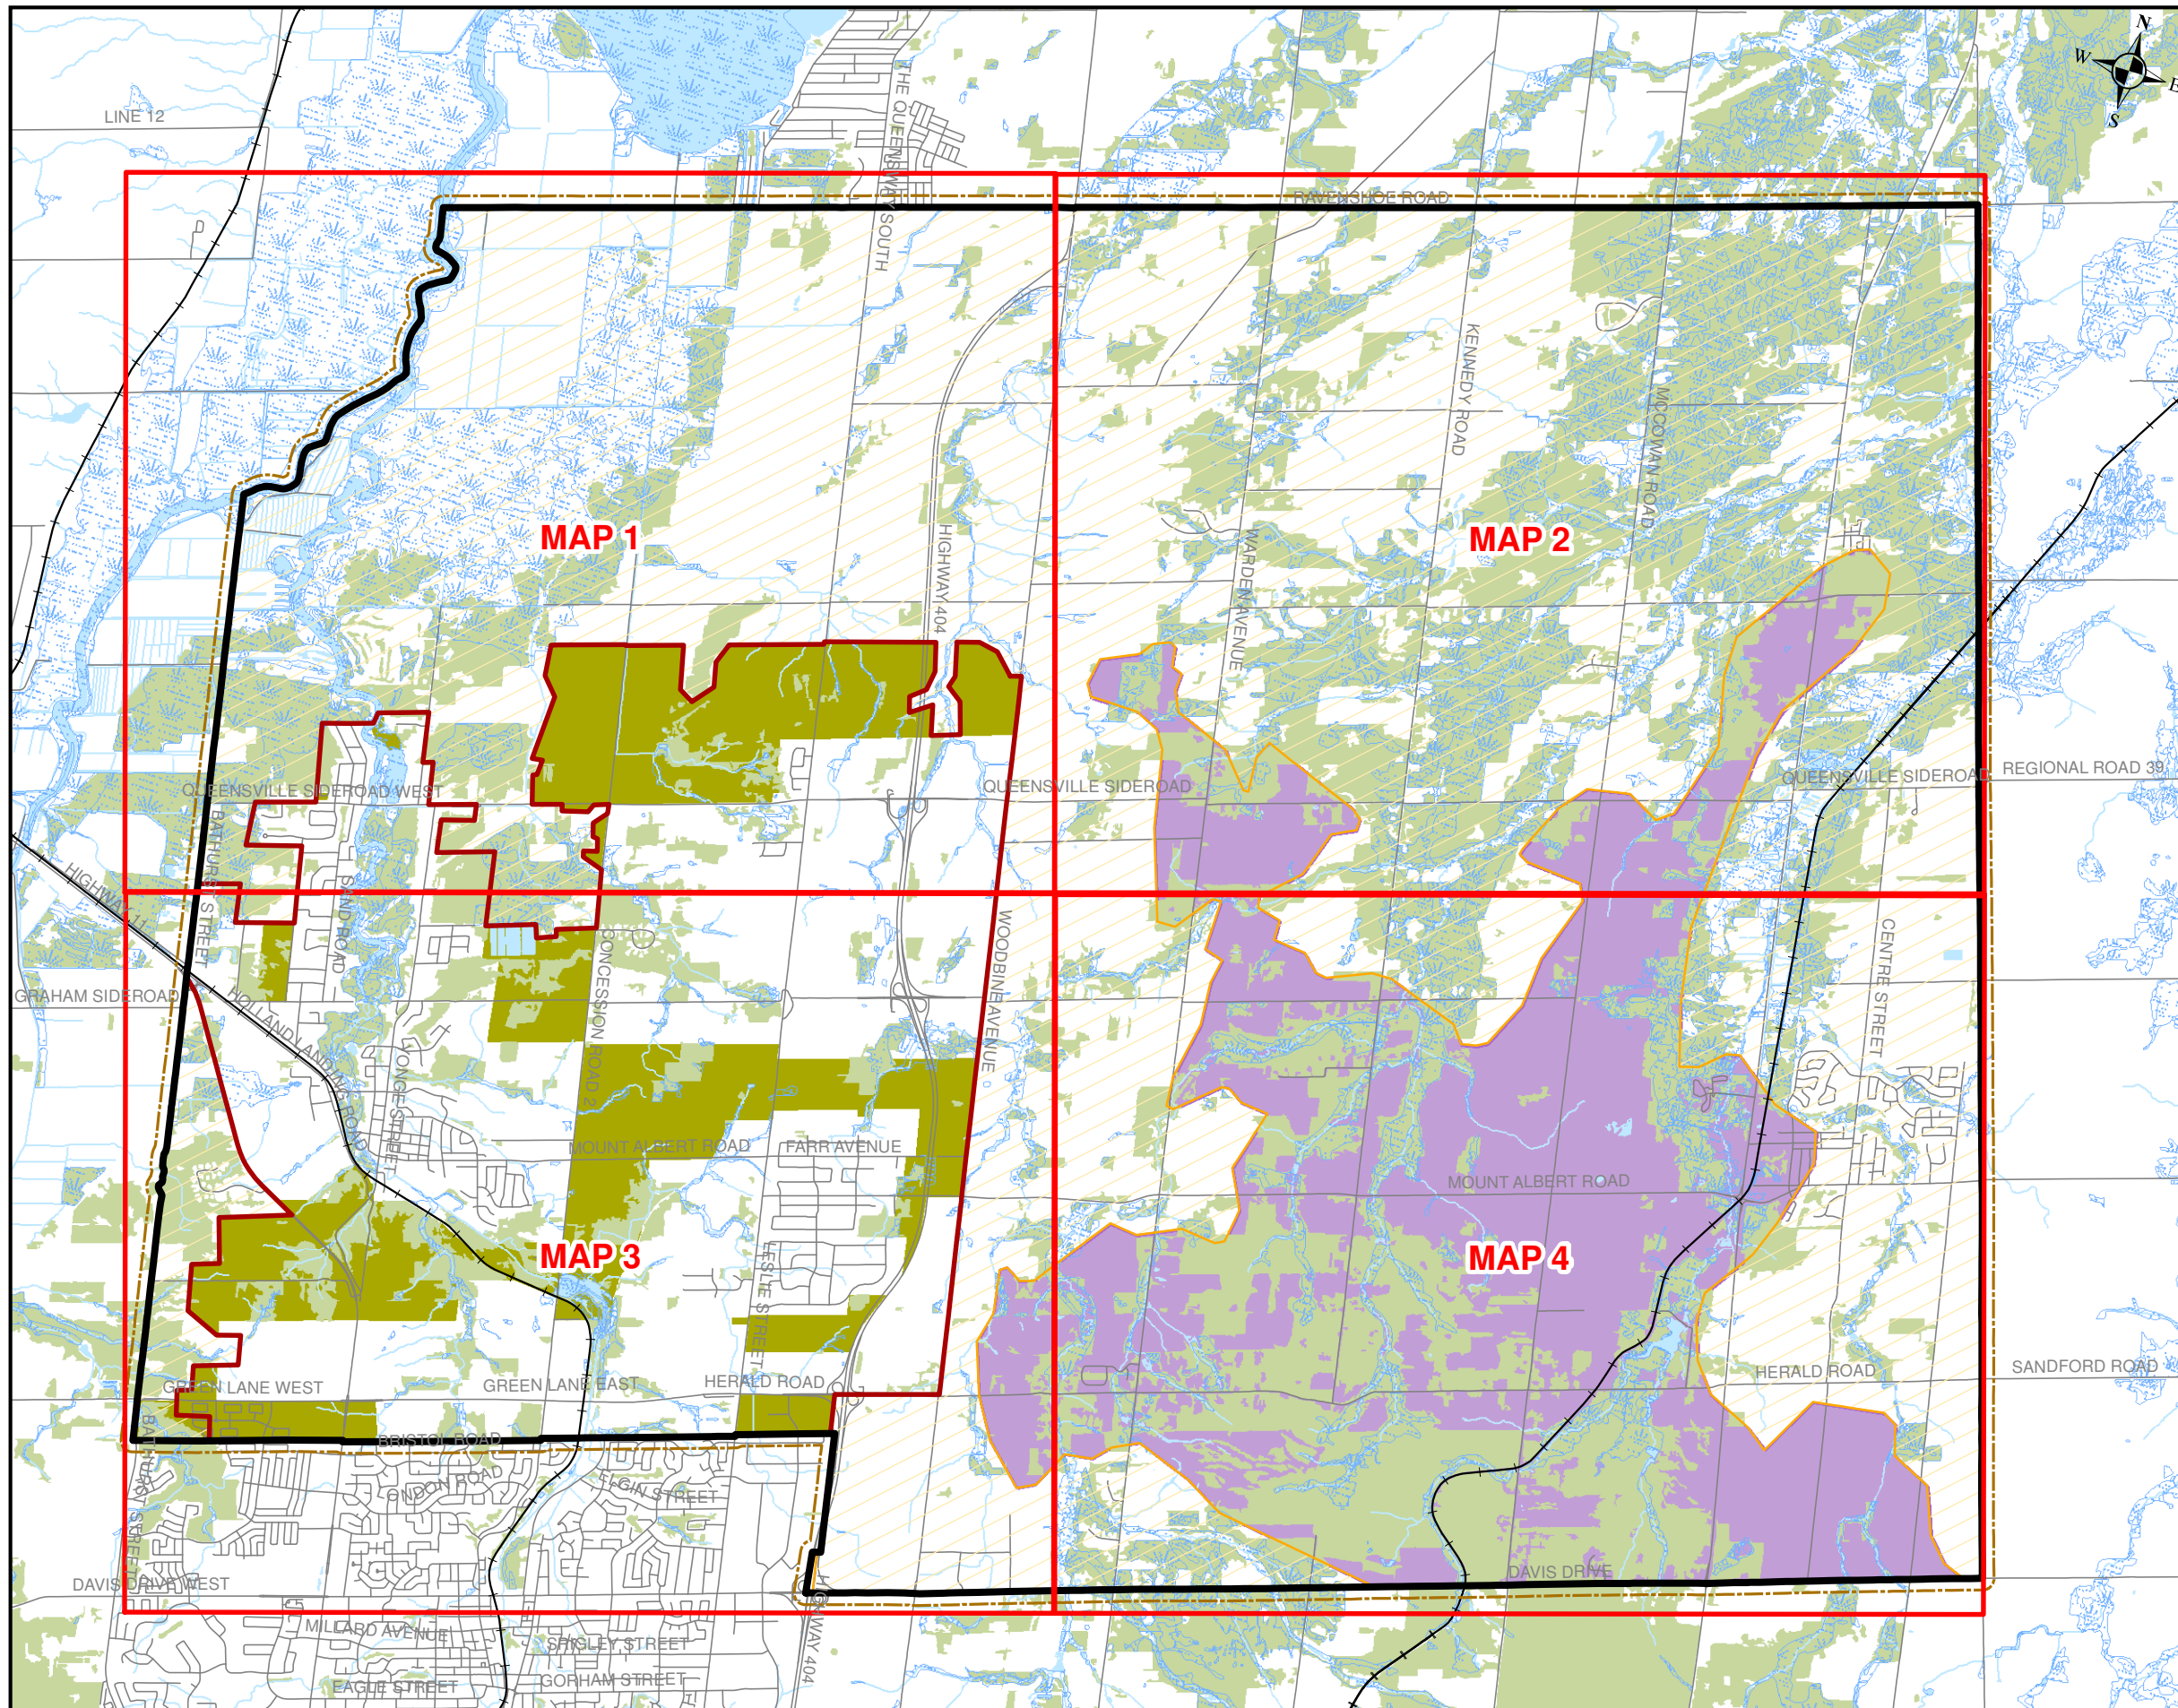 N
W
E
S
LINE 12
THE QUEENSWAY SOUTH
RAVENSHOE ROAD
KENNEDY ROAD
MCCOWAN ROAD
MAP 1
MAP 2
HIGHWAY 404
WARDEN AVENUE
QUEENSVILLE SIDEROAD WEST
QUEENSVILLE SIDEROAD
QUEENSVILLE SIDEROAD
REGIONAL ROAD 39
BATHURST STREET
HIGHWAY 11
SAND ROAD
WOODBINE AVENUE
CENTRE STREET
CONCESSION ROAD 2
GRAHAM SIDEROAD
HOLLAND LANDING ROAD
YONGE STREET
MOUNT ALBERT ROAD
FARR AVENUE
MOUNT ALBERT ROAD
MAP 3
MAP 4
LESLIE STREET
GREEN LANE WEST
GREEN LANE EAST
HERALD ROAD
HERALD ROAD
SANDFORD ROAD
BATHURST STREET
BRISTOL ROAD
LONDON ROAD
ELGIN STREET
DAVIS DRIVE WEST
DAVIS DRIVE
HIGHWAY 404
MILLARD AVENUE
SRIGLEY STREET
EAGLE STREET
GORHAM STREET